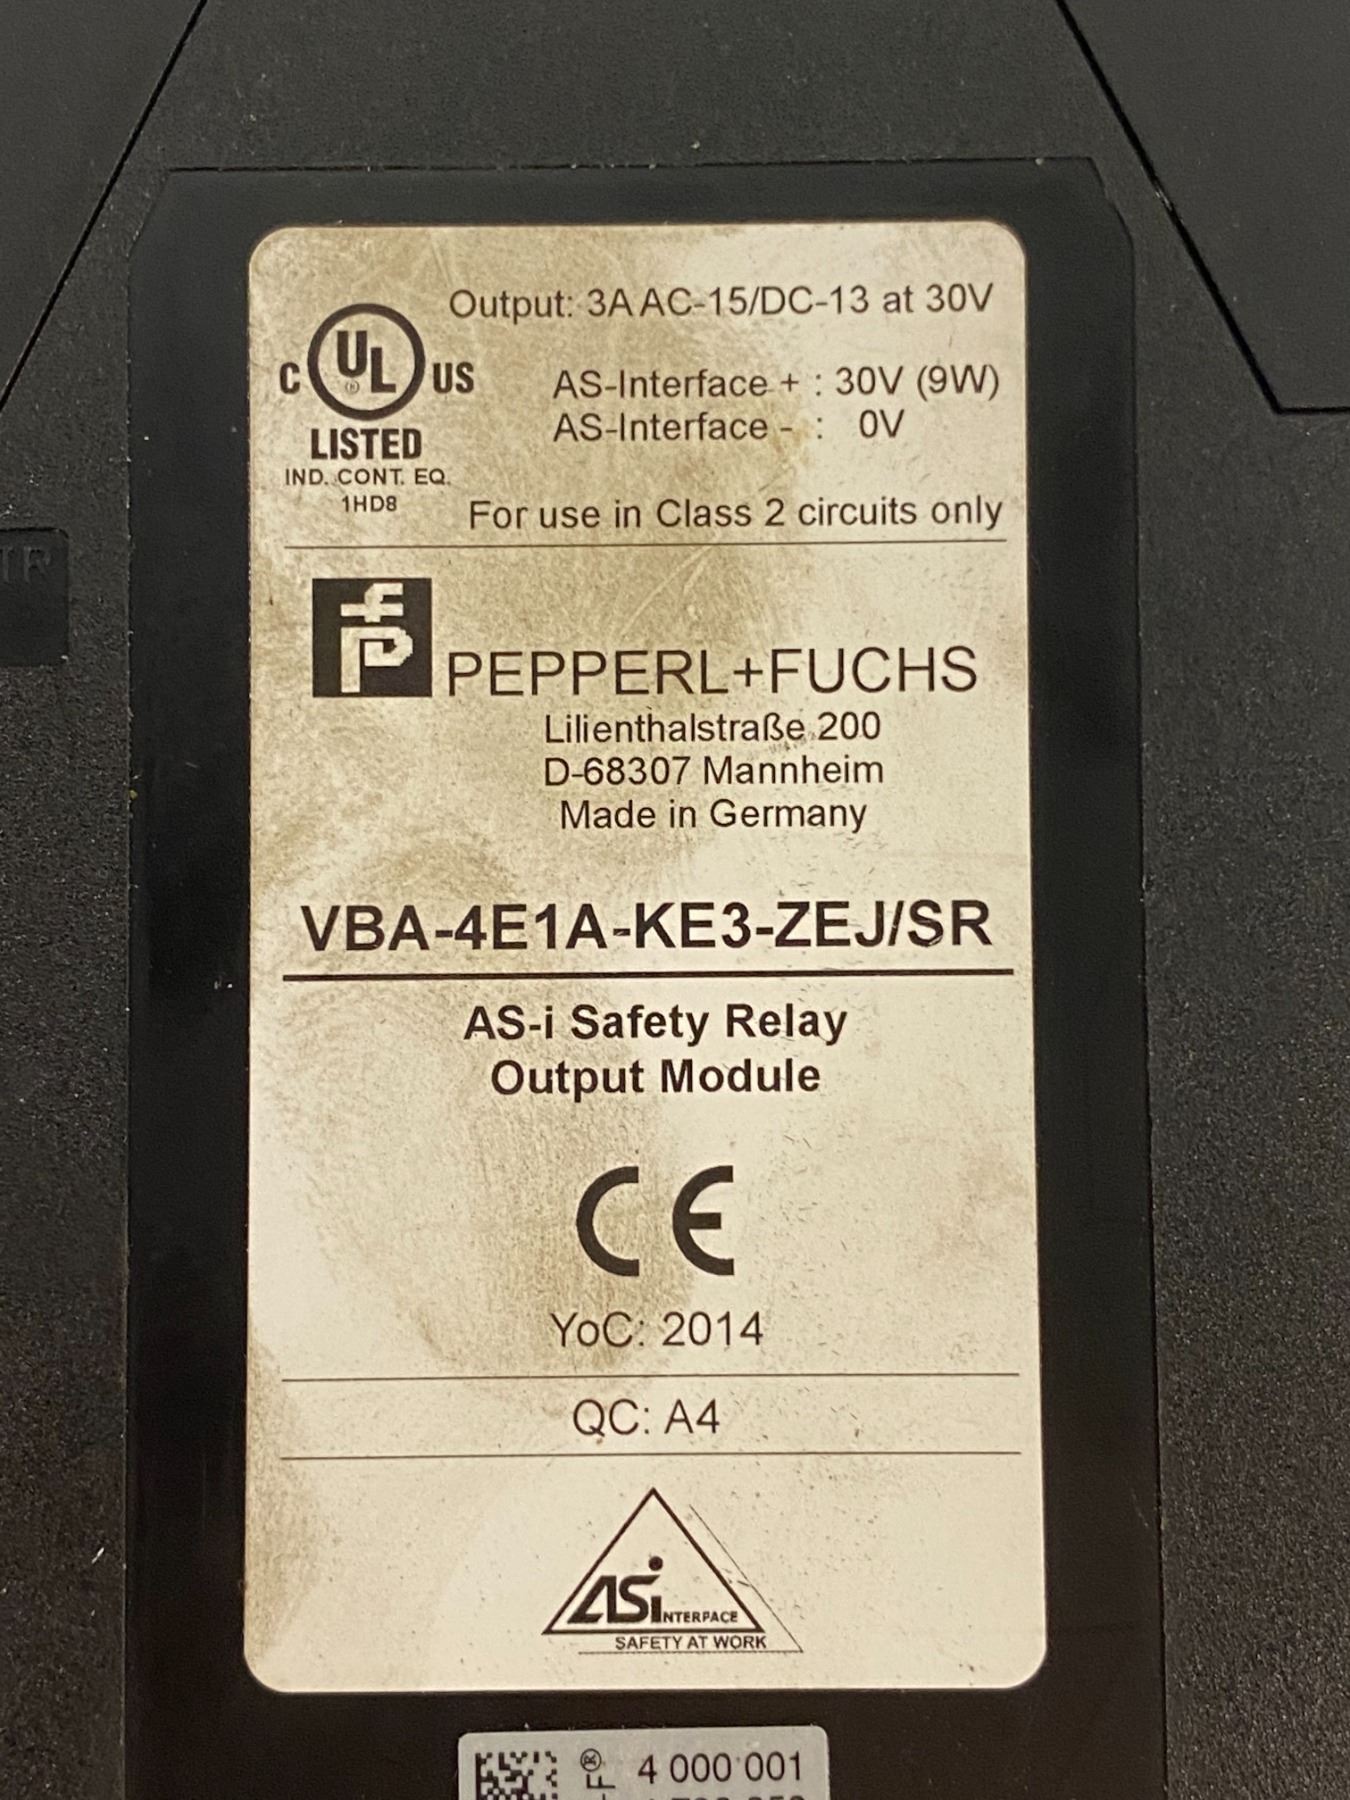 Output: 3A AC-15/DC-13 at 30V
C UL ® US
LISTED
IND. CONT. EQ.
1HD8
AS-Interface + : 30V (9W)
AS-Interface - : 0V
For use in Class 2 circuits only
PEPPERL+FUCHS
Lilienthalstraße 200
D-68307 Mannheim
Made in Germany
VBA-4E1A-KE3-ZEJ/SR
AS-i Safety Relay
Output Module
CE
YoC: 2014
QC: A4
ASINTERFACE
SAFETY AT WORK
4 000 001